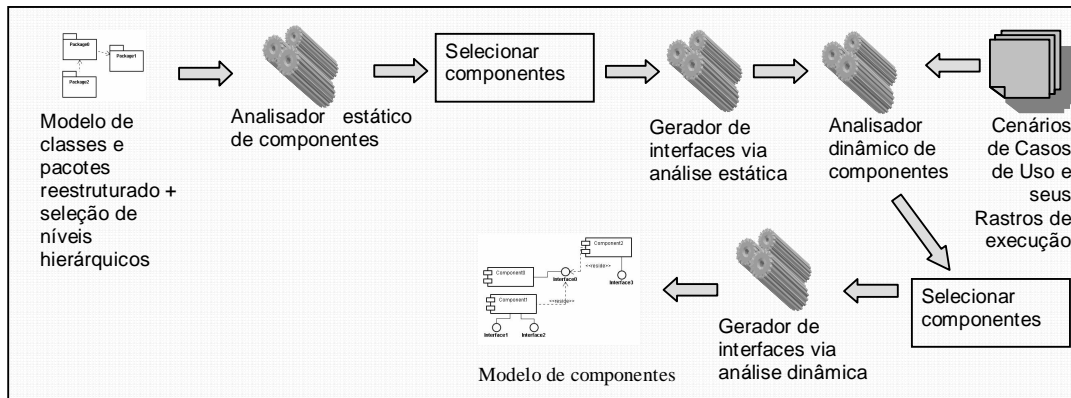 Package0
Package1
Package2
Modelo de
classes e
pacotes
reestruturado +
seleção de
níveis
hierárquicos
Analisador estático
de componentes
Selecionar
componentes
Gerador de
interfaces via
análise estática
Analisador
dinâmico de
componentes
Cenários
de Casos
de Uso e
seus
Rastros de
execução
Selecionar
componentes
Gerador de
interfaces via
análise dinâmica
Component2
<<reside>>
Component0
Interface0
Interface3
Component1
<<reside>>
Interface1
Interface2
Modelo de componentes